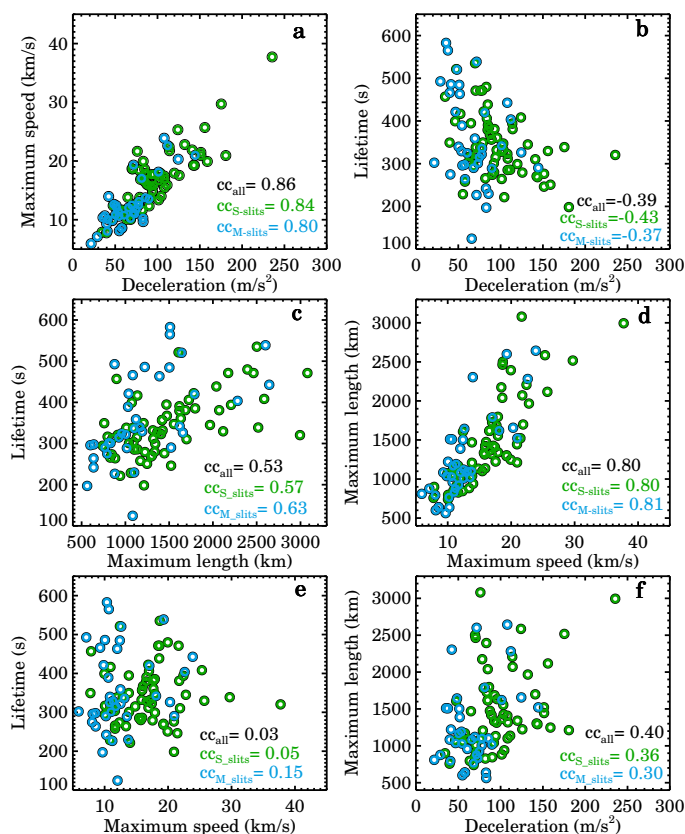 a
Maximum speed (km/s)
40
30
20
10
cc_all = 0.86
cc_S-slits = 0.84
cc_M-slits = 0.80
0 50 100 150 200 250 300
Deceleration (m/s²)
b
Lifetime (s)
600
500
400
300
200
100
cc_all = -0.39
cc_S-slits=-0.43
cc_M-slits=-0.37
0 50 100 150 200 250 300
Deceleration (m/s²)
c
Lifetime (s)
600
500
400
300
200
100
cc_all = 0.53
cc_S_slits = 0.57
cc_M_slits = 0.63
500 1000 1500 2000 2500 3000
Maximum length (km)
d
Maximum length (km)
3000
2500
2000
1500
1000
500
cc_all = 0.80
cc_S-slits = 0.80
cc_M-slits = 0.81
10 20 30 40
Maximum speed (km/s)
e
Lifetime (s)
600
500
400
300
200
100
cc_all = 0.03
cc_S_slits = 0.05
cc_M_slits = 0.15
10 20 30 40
Maximum speed (km/s)
f
Maximum length (km)
3000
2500
2000
1500
1000
500
cc_all = 0.40
cc_S_slits = 0.36
cc_M_slits = 0.30
0 50 100 150 200 250 300
Deceleration (m/s²)